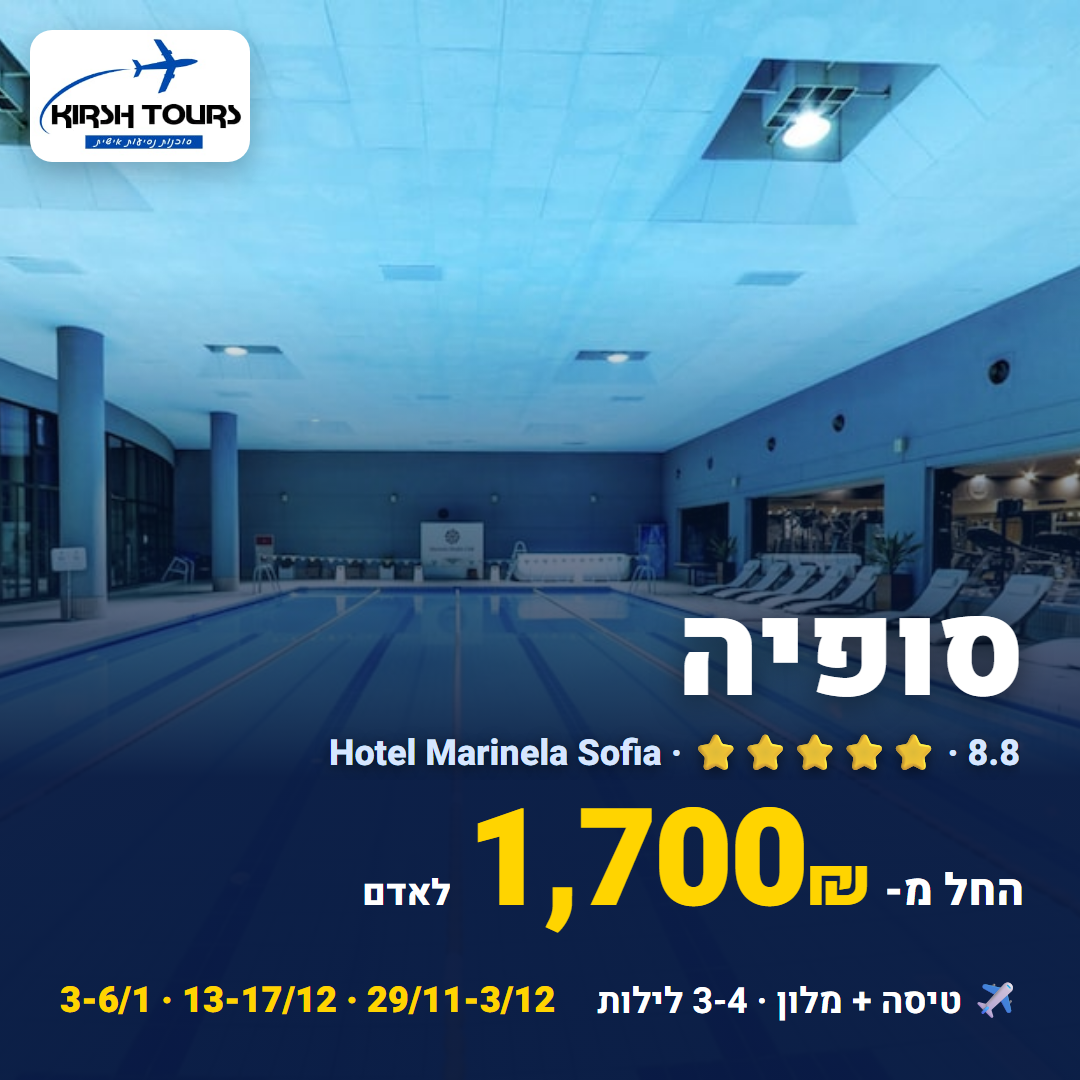 KIRSH TOURS
סוכנות נסיעות אישית
סופיה
Hotel Marinela Sofia · ⭐⭐⭐⭐⭐ · 8.8
החל מ- ₪1,700 לאדם
✈️ טיסה + מלון · 3-4 לילות 29/11-3/12 · 13-17/12 · 3-6/1